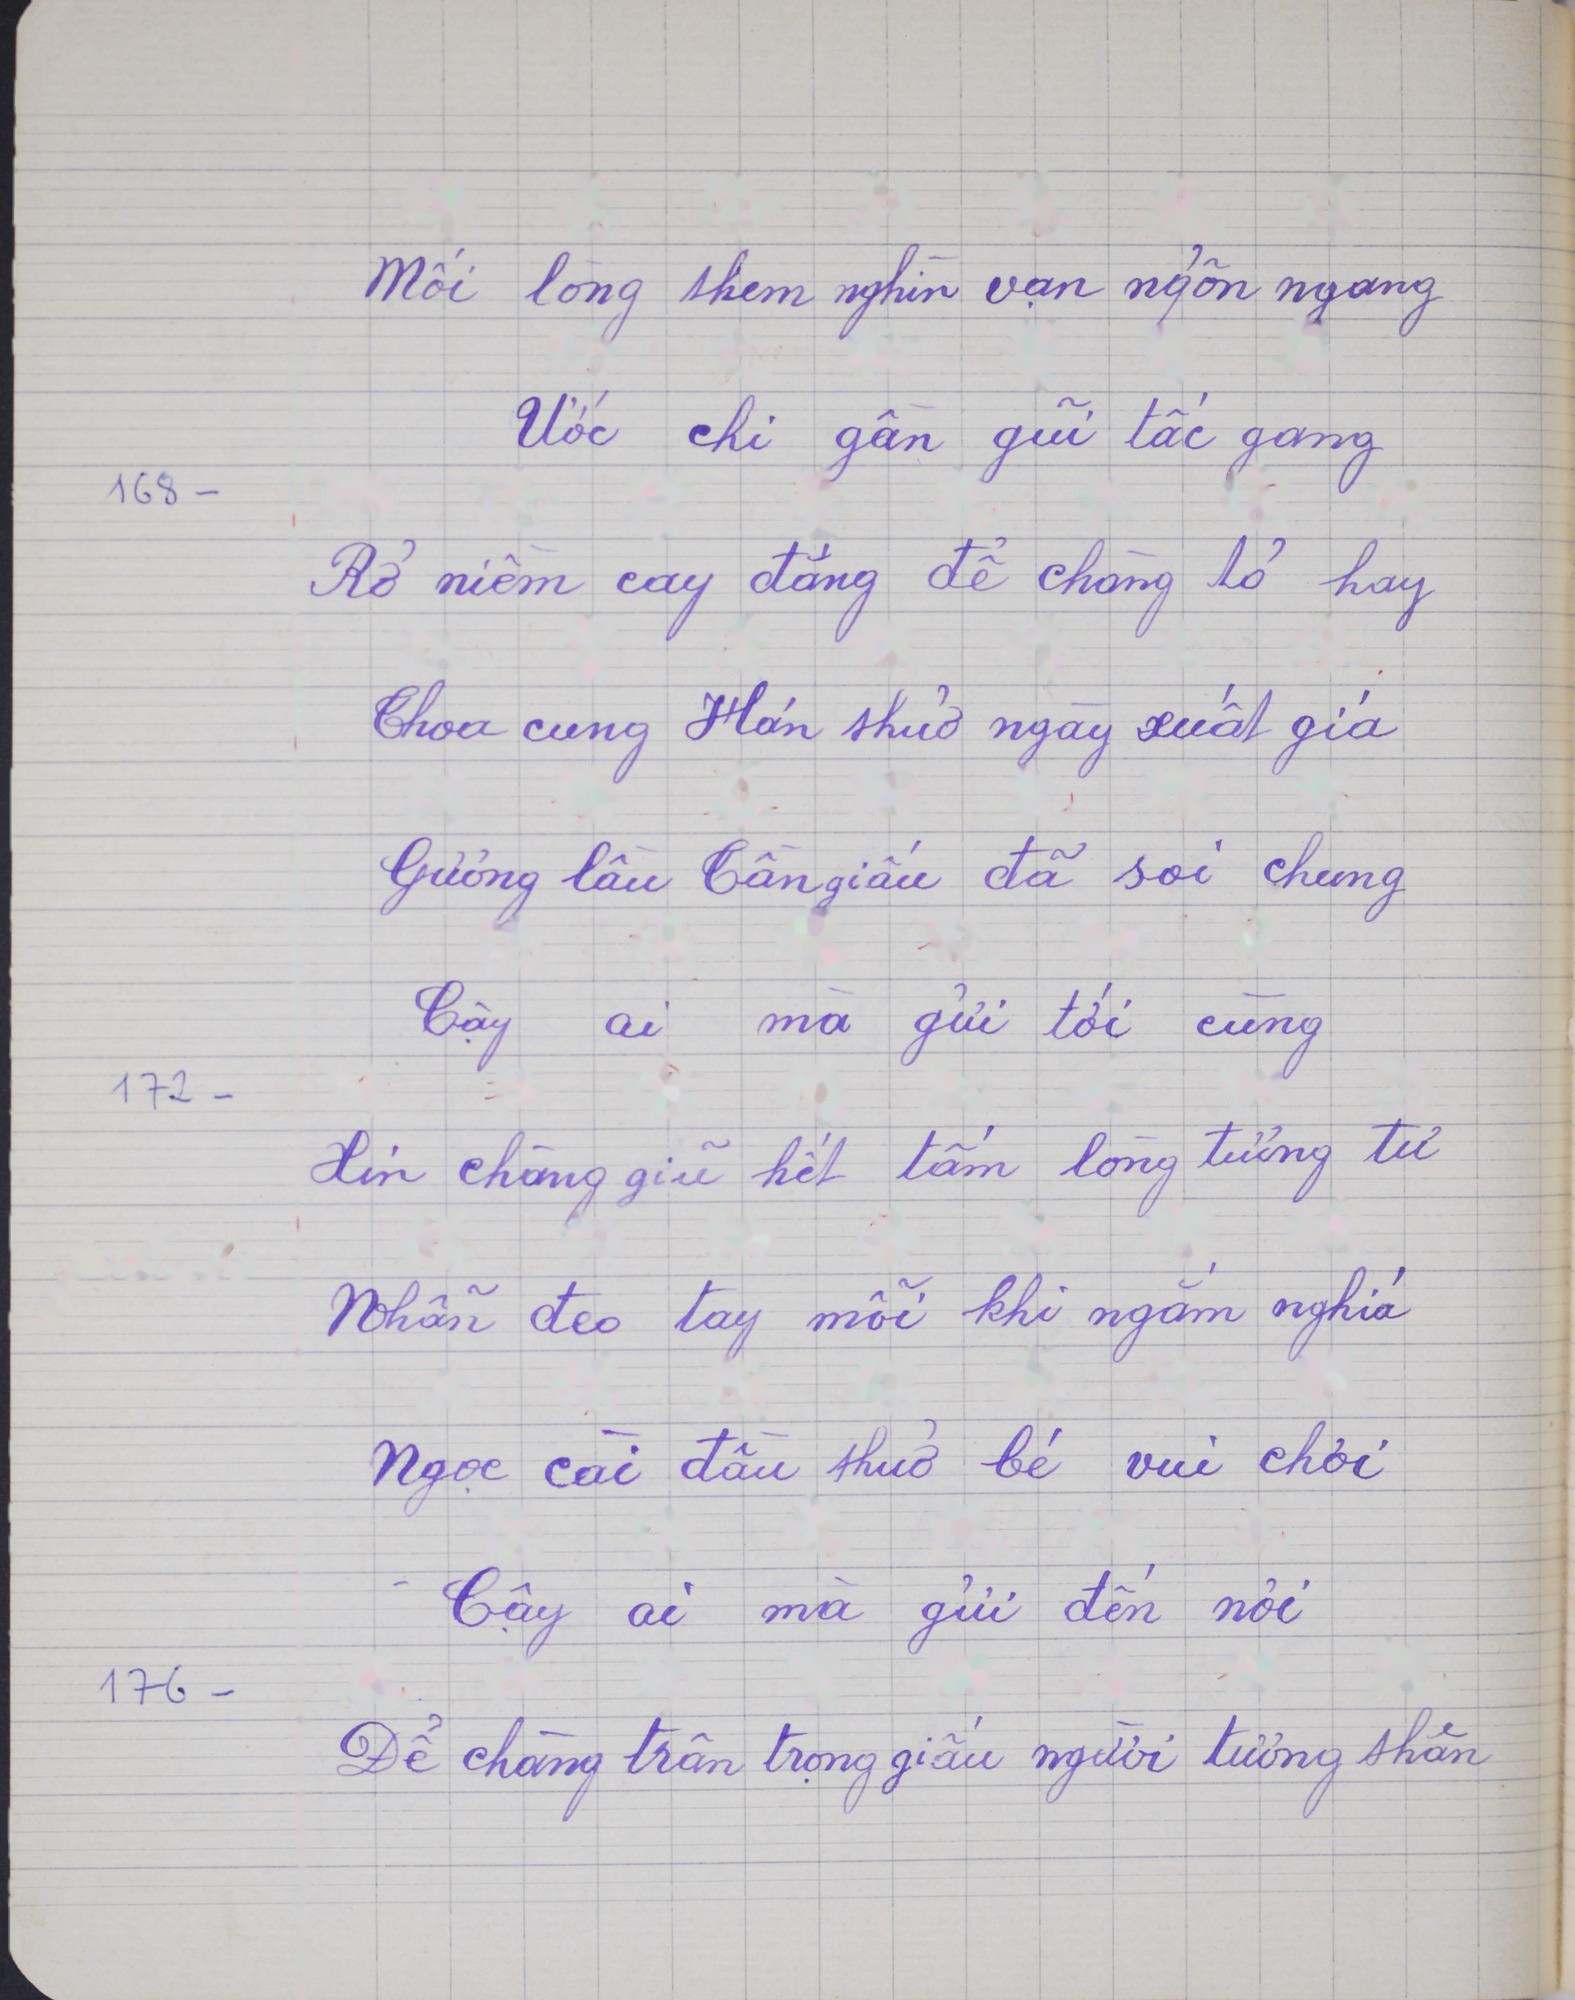 Mối lòng thêm nghìn vạn ngổn ngang
Ước chi gần gũi tấc gang
168 -
Rở niềm cay đắng để chàng tỏ hay
Thoa cung Hán thuở ngày xuất giá
Gương lầu Tần giấu đã soi chung
Cậy ai mà gửi tới cùng
172 -
Xin chàng giữ hết tấm lòng tương tư
Nhẫn đeo tay mỗi khi ngắm nghía
Ngọc cài đầu thuở bé vui chơi
- Cậy ai mà gửi đến nơi
176 -
Để chàng trân trọng giấu người tương thân